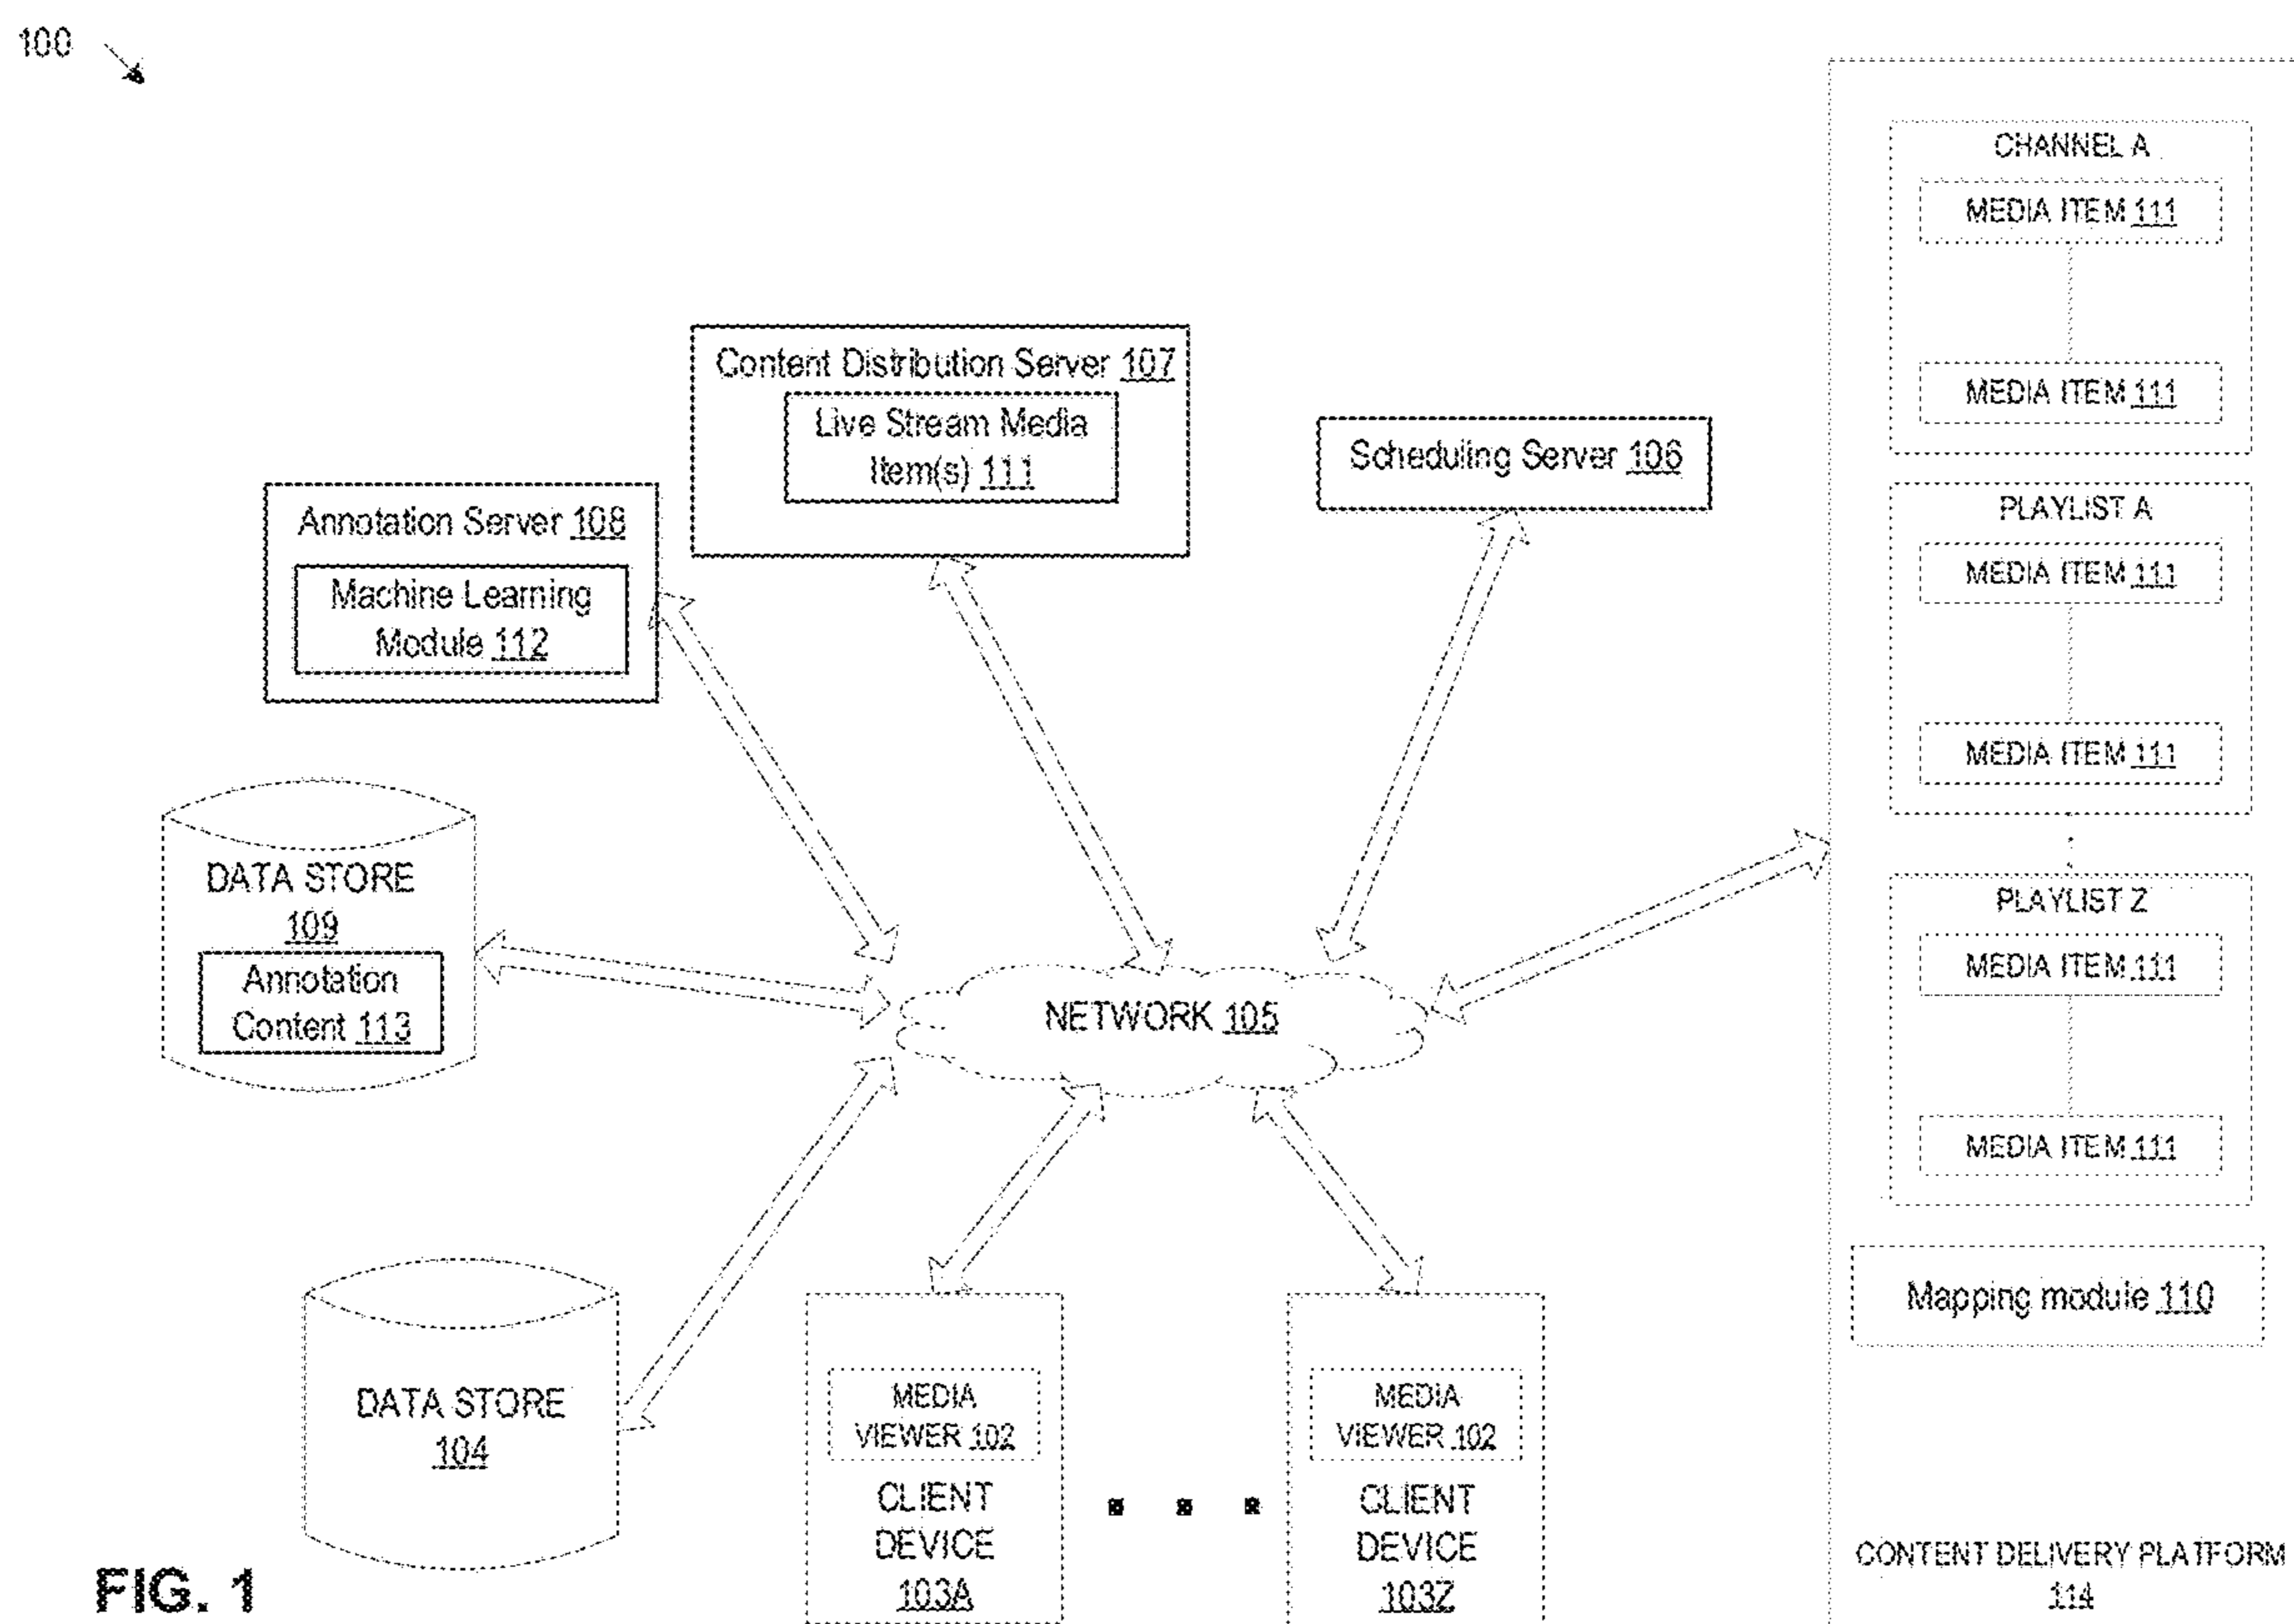 100
CHANNEL A
MEDIA ITEM 111
MEDIA ITEM 111
Content Distribution Server 107
Live Stream Media
Item(s) 111
Scheduling Server 106
Annotation Server 108
Machine Learning
Module 112
PLAYLIST A
MEDIA ITEM 111
MEDIA ITEM 111
DATA STORE
109
Annotation
Content 113
NETWORK 105
PLAYLIST Z
MEDIA ITEM 111
MEDIA ITEM 111
Mapping module 110
DATA STORE
104
MEDIA
VIEWER 102
CLIENT
DEVICE
103A
MEDIA
VIEWER 102
CLIENT
DEVICE
103Z
CONTENT DELIVERY PLATFORM
114
FIG. 1